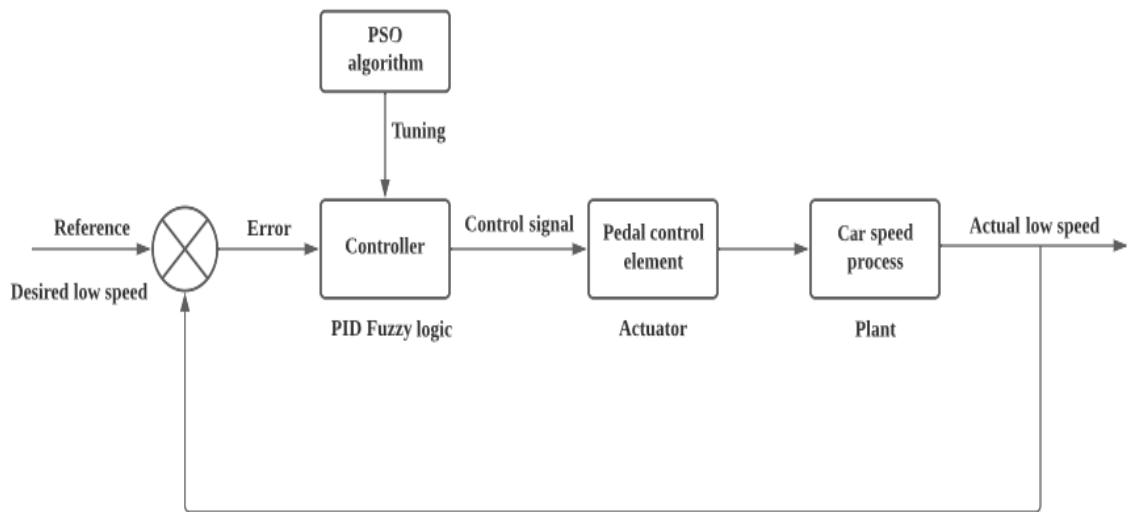 PSO
algorithm
Tuning
Reference
Desired low speed
Error
Controller
PID Fuzzy logic
Control signal
Pedal control
element
Actuator
Car speed
process
Plant
Actual low speed